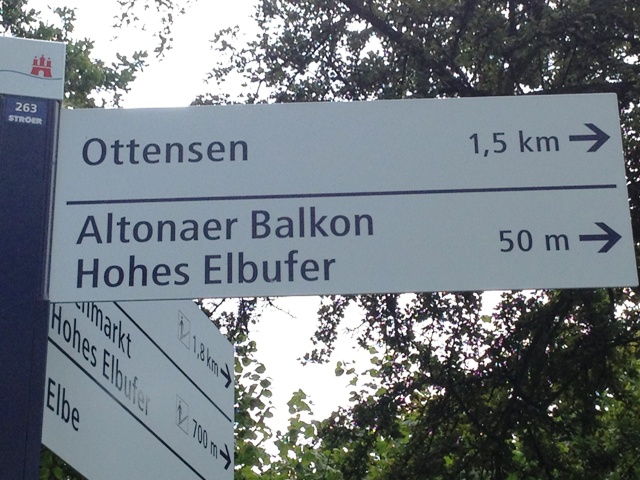 263
STRÖER
Ottensen 1,5 km
Altonaer Balkon
Hohes Elbufer 50 m
1,8 km
Hohes Elbufer
Elbe 700 m